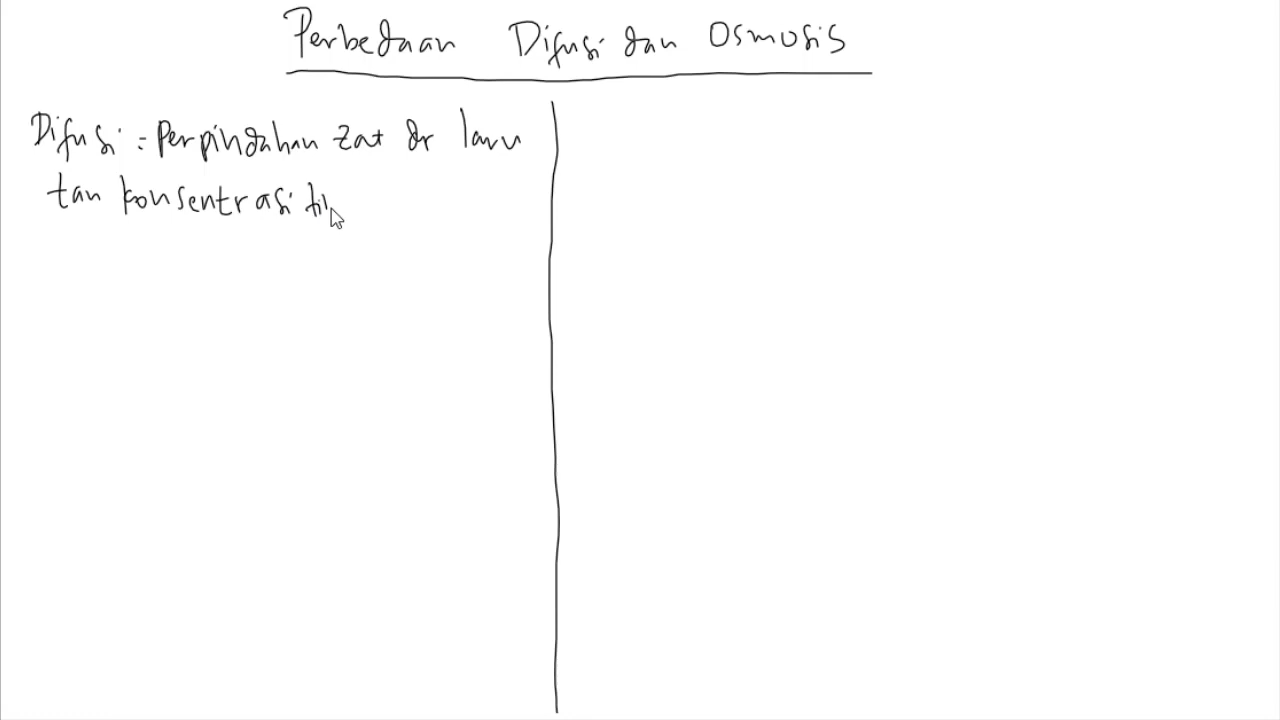 Perbedaan Difusi dan Osmosis
Difusi = Perpindahan zat dr laru
tan konsentrasi